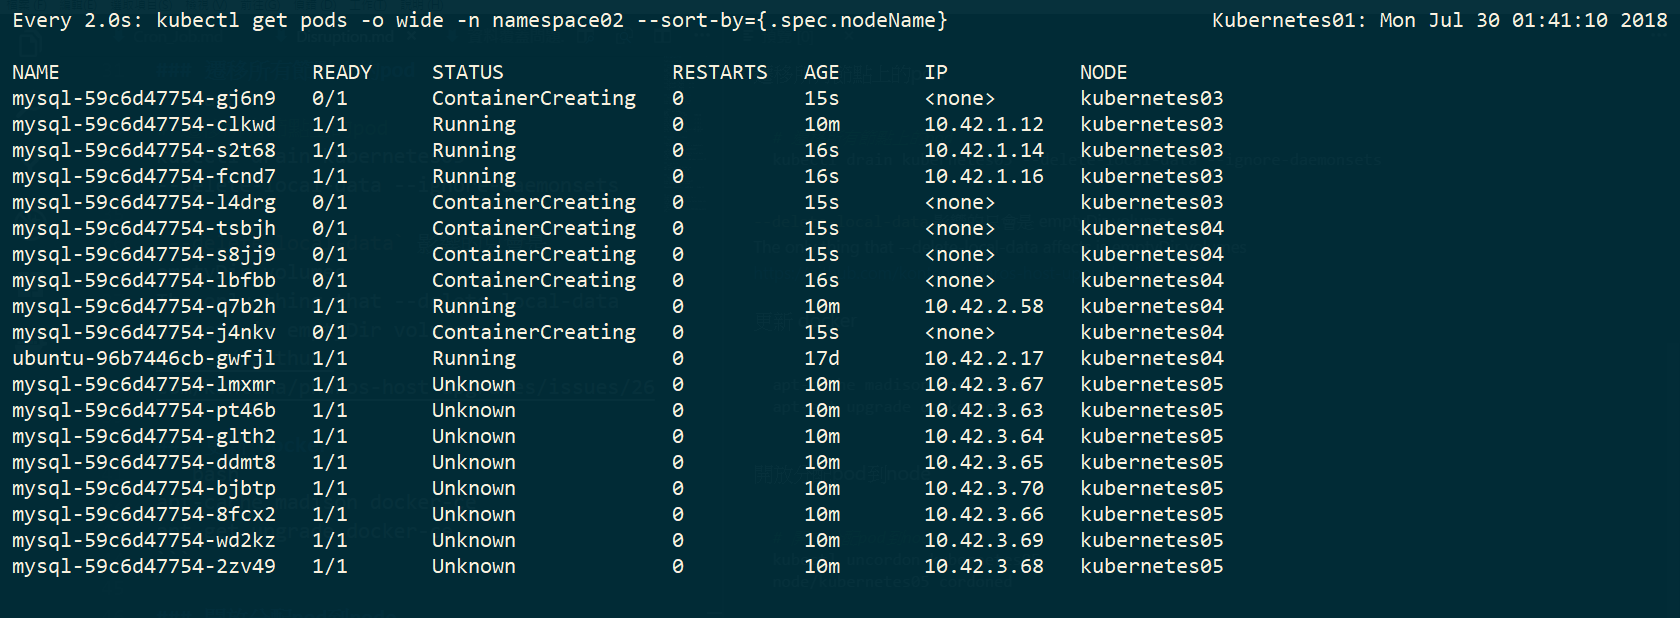 Every 2.0s: kubectl get pods -o wide -n namespace02 --sort-by={.spec.nodeName} Kubernetes01: Mon Jul 30 01:41:10 2018
NAME READY STATUS RESTARTS AGE IP NODE
mysql-59c6d47754-gj6n9 0/1 ContainerCreating 0 15s <none> kubernetes03
mysql-59c6d47754-clkwd 1/1 Running 0 10m 10.42.1.12 kubernetes03
mysql-59c6d47754-s2t68 1/1 Running 0 16s 10.42.1.14 kubernetes03
mysql-59c6d47754-fcnd7 1/1 Running 0 16s 10.42.1.16 kubernetes03
mysql-59c6d47754-l4drg 0/1 ContainerCreating 0 15s <none> kubernetes03
mysql-59c6d47754-tsbjh 0/1 ContainerCreating 0 15s <none> kubernetes04
mysql-59c6d47754-s8jj9 0/1 ContainerCreating 0 15s <none> kubernetes04
mysql-59c6d47754-lbfbb 0/1 ContainerCreating 0 16s <none> kubernetes04
mysql-59c6d47754-q7b2h 1/1 Running 0 10m 10.42.2.58 kubernetes04
mysql-59c6d47754-j4nkv 0/1 ContainerCreating 0 15s <none> kubernetes04
ubuntu-96b7446cb-gwfjl 1/1 Running 0 17d 10.42.2.17 kubernetes04
mysql-59c6d47754-lmxmr 1/1 Unknown 0 10m 10.42.3.67 kubernetes05
mysql-59c6d47754-pt46b 1/1 Unknown 0 10m 10.42.3.63 kubernetes05
mysql-59c6d47754-glth2 1/1 Unknown 0 10m 10.42.3.64 kubernetes05
mysql-59c6d47754-ddmt8 1/1 Unknown 0 10m 10.42.3.65 kubernetes05
mysql-59c6d47754-bjbtp 1/1 Unknown 0 10m 10.42.3.70 kubernetes05
mysql-59c6d47754-8fcx2 1/1 Unknown 0 10m 10.42.3.66 kubernetes05
mysql-59c6d47754-wd2kz 1/1 Unknown 0 10m 10.42.3.69 kubernetes05
mysql-59c6d47754-2zv49 1/1 Unknown 0 10m 10.42.3.68 kubernetes05